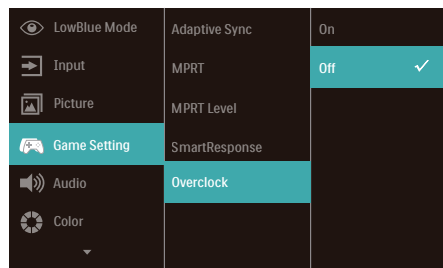 LowBlue Mode
Input
Picture
Game Setting
Audio
Color
Adaptive Sync
MPRT
MPRT Level
SmartResponse
Overclock
On
Off